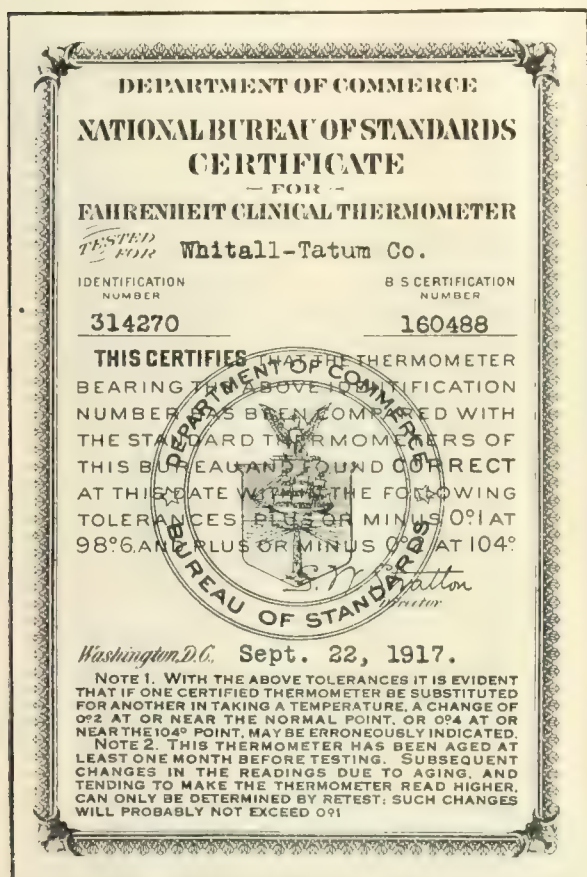 DEPARTMENT OF COMMERCE
NATIONAL BUREAU OF STANDARDS
CERTIFICATE
— FOR —
FAHRENHEIT CLINICAL THERMOMETER
TESTED FOR Whitall-Tatum Co.
IDENTIFICATION NUMBER
B S CERTIFICATION NUMBER
314270 160488
THIS CERTIFIES THAT THE THERMOMETER
BEARING THE ABOVE IDENTIFICATION
NUMBER HAS BEEN COMPARED WITH
THE STANDARD THERMOMETERS OF
THIS BUREAU AND FOUND CORRECT
AT THIS DATE WITHIN THE FOLLOWING
TOLERANCES PLUS OR MINUS 0°.1 AT
98°.6, AND PLUS OR MINUS AT 104°.
DEPARTMENT OF COMMERCE
BUREAU OF STANDARDS
S. W. Stratton
Director
Washington, D.C., Sept. 22, 1917.
NOTE 1. WITH THE ABOVE TOLERANCES IT IS EVIDENT
THAT IF ONE CERTIFIED THERMOMETER BE SUBSTITUTED
FOR ANOTHER IN TAKING A TEMPERATURE, A CHANGE OF
0°.2 AT OR NEAR THE NORMAL POINT, OR 0°.4 AT OR
NEAR THE 104° POINT, MAY BE ERRONEOUSLY INDICATED.
NOTE 2. THIS THERMOMETER HAS BEEN AGED AT
LEAST ONE MONTH BEFORE TESTING. SUBSEQUENT
CHANGES IN THE READINGS DUE TO AGING, AND
TENDING TO MAKE THE THERMOMETER READ HIGHER,
CAN ONLY BE DETERMINED BY RETEST; SUCH CHANGES
WILL PROBABLY NOT EXCEED 0°.1